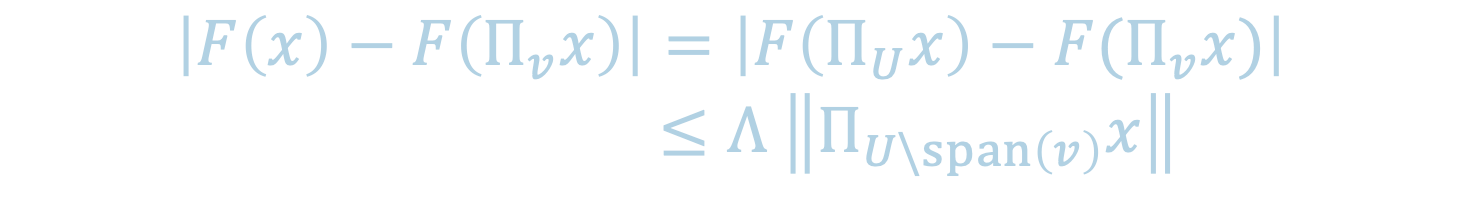 |F(x) − F(Π_v x)| = |F(Π_U x) − F(Π_v x)|
≤ Λ ‖Π_{U\span(v)} x‖